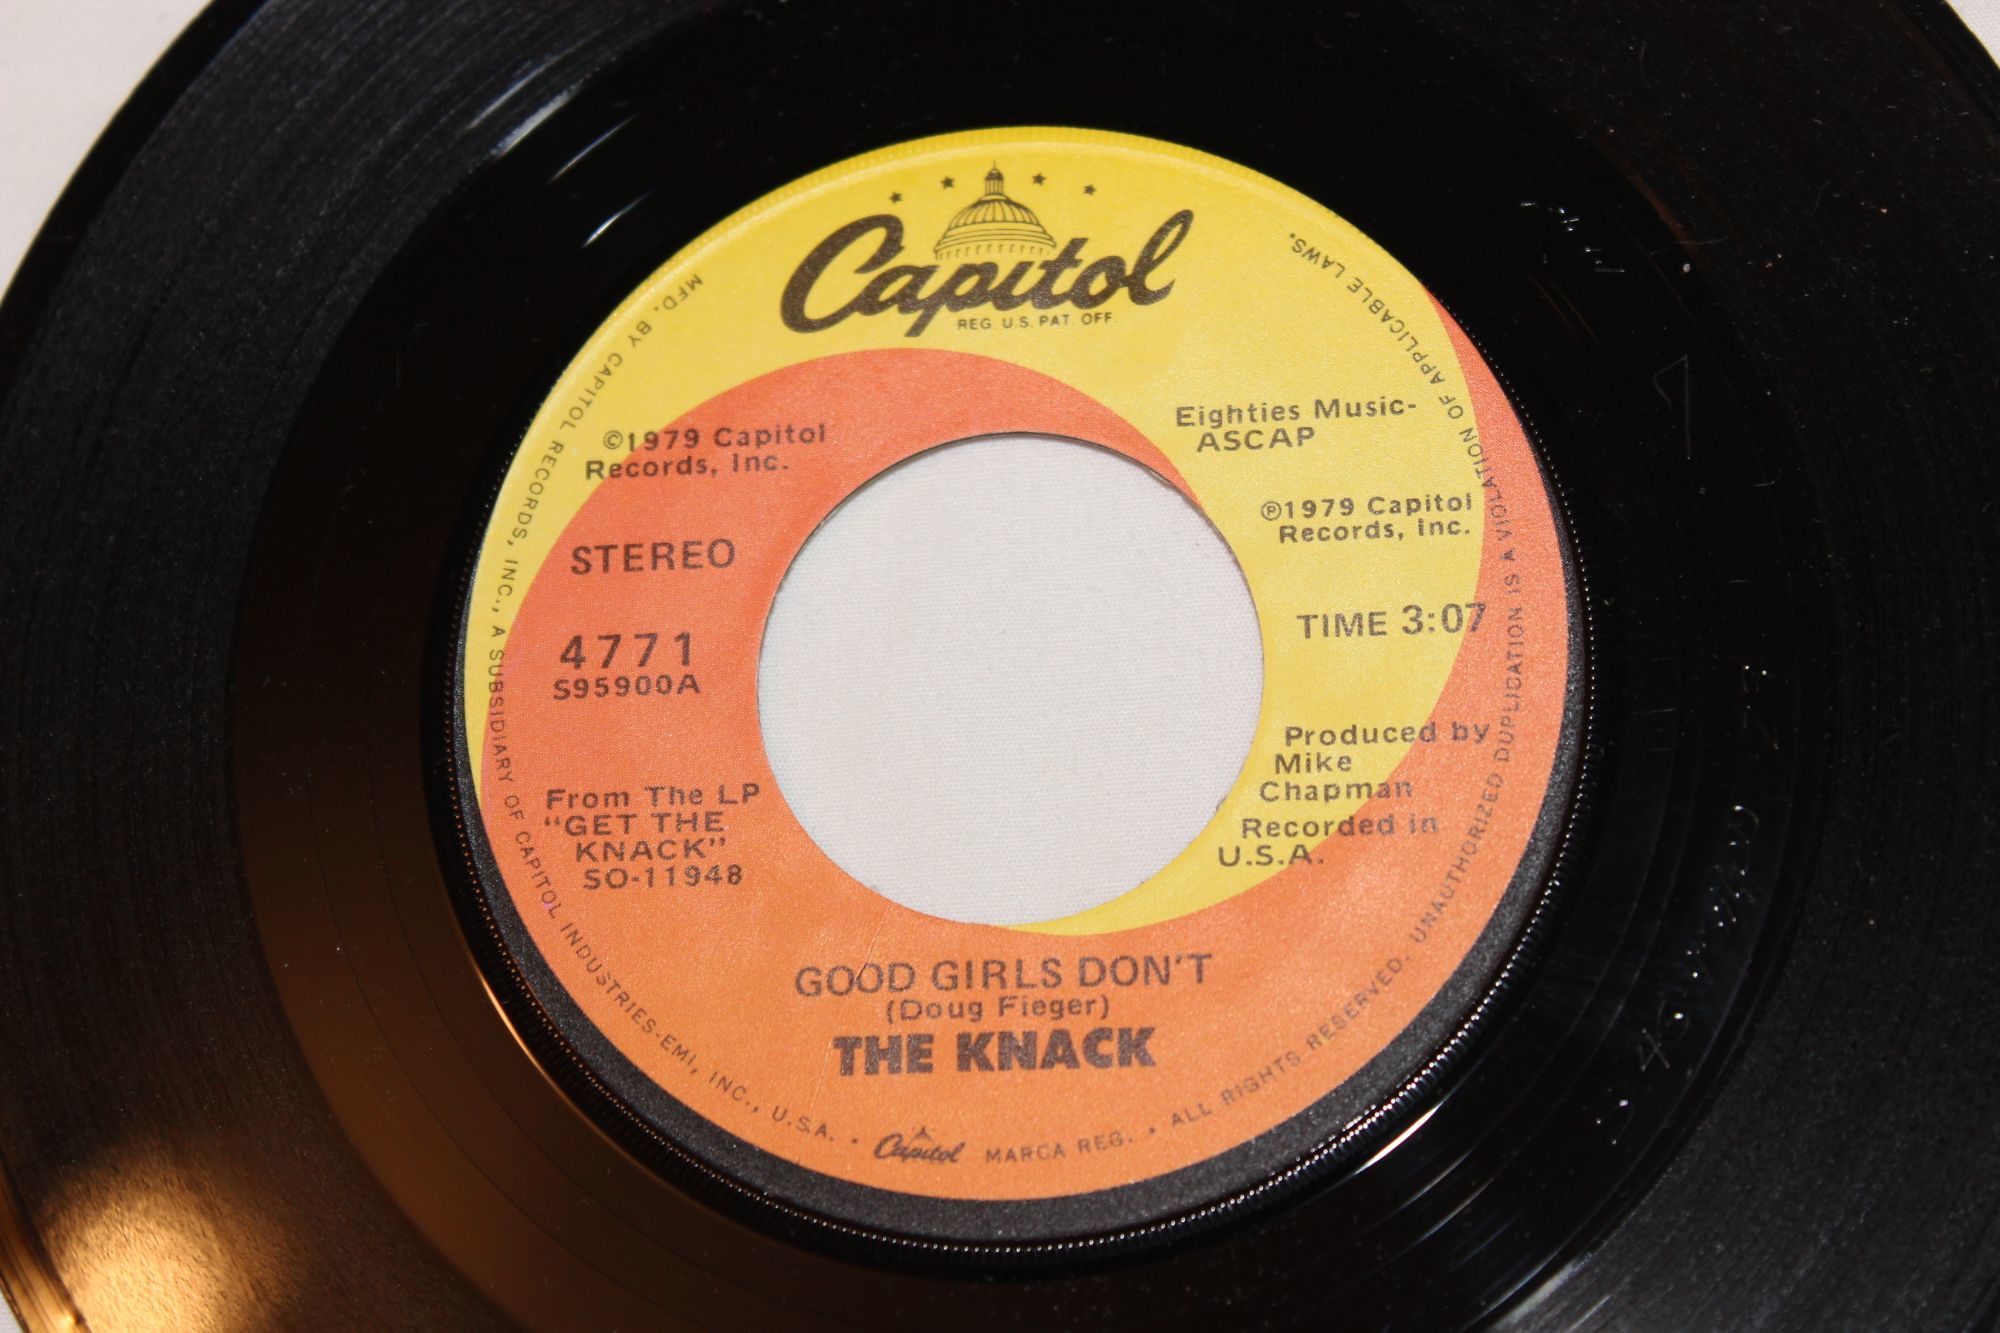 Capitol
REG. U.S. PAT. OFF.
©1979 Capitol
Records, Inc.
STEREO
4771
S95900A
From The LP
"GET THE
KNACK"
SO-11948
Eighties Music-
ASCAP
℗1979 Capitol
Records, Inc.
TIME 3:07
Produced by
Mike
Chapman
Recorded in
U.S.A.
GOOD GIRLS DON'T
(Doug Fieger)
THE KNACK
MFD. BY CAPITOL RECORDS, INC., A SUBSIDIARY OF CAPITOL INDUSTRIES-EMI, INC., U.S.A. • Capitol MARCA REG. • ALL RIGHTS RESERVED. UNAUTHORIZED DUPLICATION IS A VIOLATION OF APPLICABLE LAWS.